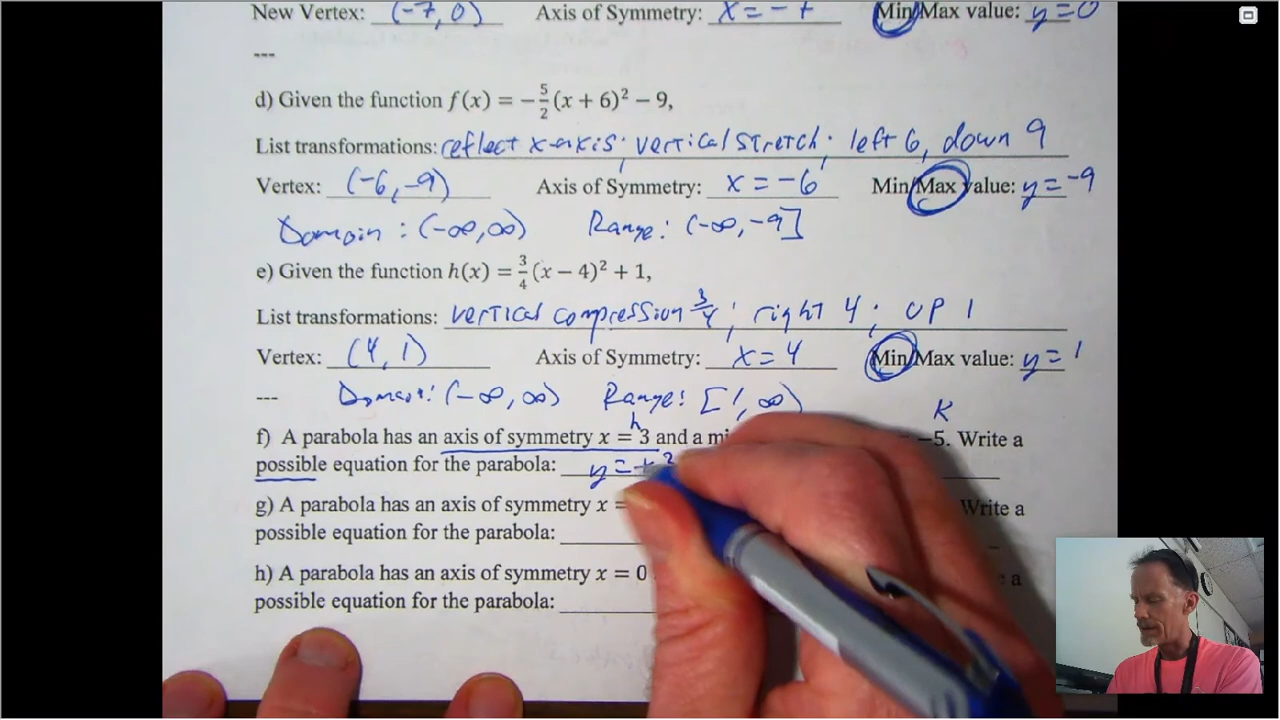 New Vertex: (-7, 0) Axis of Symmetry: x = -7 Min/Max value: y = 0
---
d) Given the function f(x) = -5/2(x + 6)² − 9,
List transformations: reflect x-axis; vertical stretch; left 6, down 9
Vertex: (-6, -9) Axis of Symmetry: x = -6 Min/Max value: y = -9
Domain: (-∞, ∞) Range: (-∞, -9]
e) Given the function h(x) = 3/4(x − 4)² + 1,
List transformations: vertical compression 3/4; right 4; up 1
Vertex: (4, 1) Axis of Symmetry: x = 4 Min/Max value: y = 1
--- Domain: (-∞, ∞) Range: [1, ∞)
h K
f) A parabola has an axis of symmetry x = 3 and a mi −5. Write a
possible equation for the parabola: y = +
g) A parabola has an axis of symmetry x = Write a
possible equation for the parabola:
h) A parabola has an axis of symmetry x = 0 a
possible equation for the parabola: